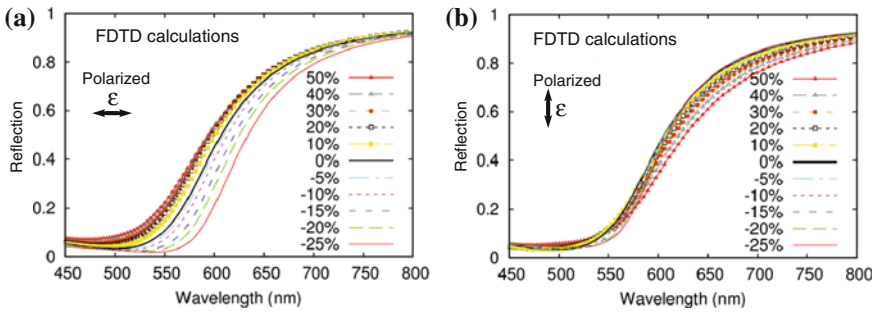 (a)
1
0.8
0.6
0.4
0.2
0
Reflection
FDTD calculations
Polarized
ε
50%
40%
30%
20%
10%
0%
-5%
-10%
-15%
-20%
-25%
450 500 550 600 650 700 750 800
Wavelength (nm)
(b)
1
0.8
0.6
0.4
0.2
0
Reflection
FDTD calculations
Polarized
ε
50%
40%
30%
20%
10%
0%
-5%
-10%
-15%
-20%
-25%
450 500 550 600 650 700 750 800
Wavelength (nm)